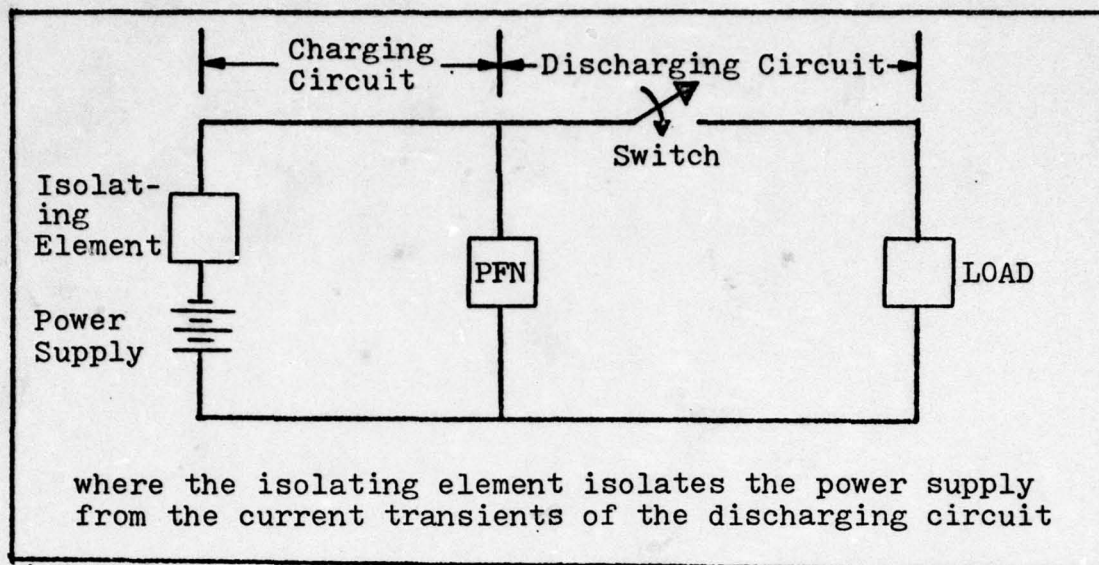 Charging
Circuit
Discharging Circuit
Switch
Isolat-
ing
Element
PFN
LOAD
Power
Supply
where the isolating element isolates the power supply
from the current transients of the discharging circuit